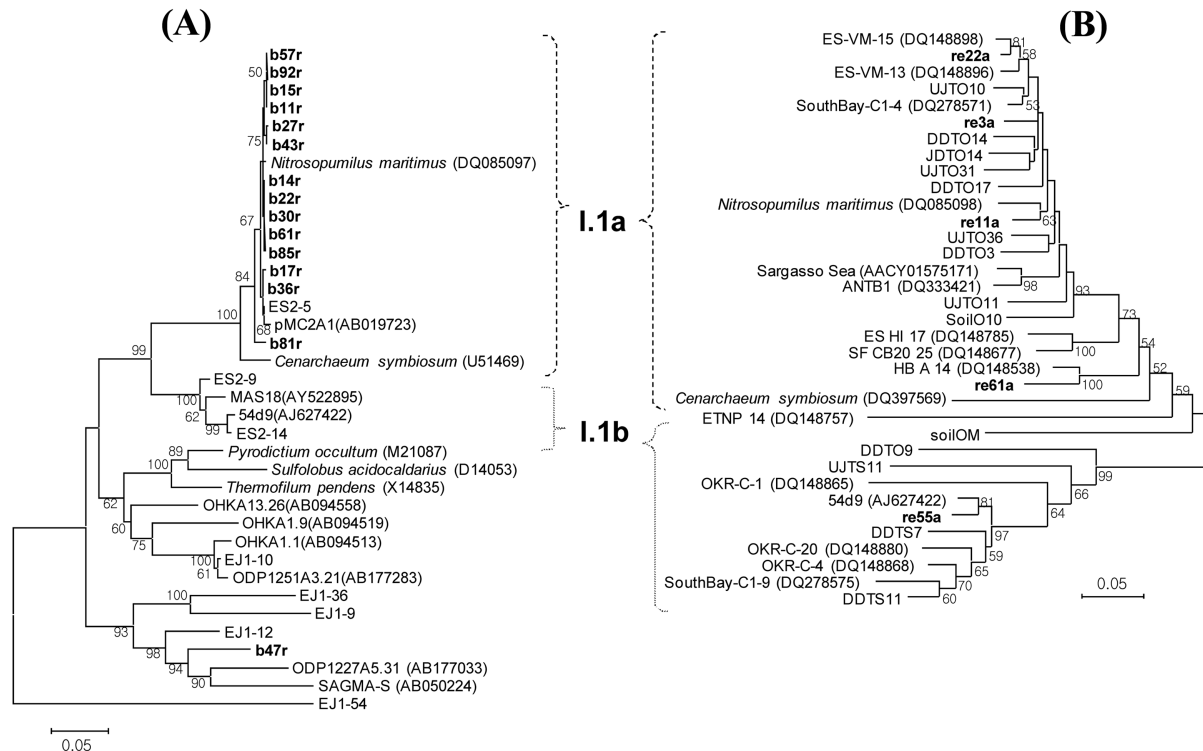 (A)
b57r
b92r
50
b15r
b11r
b27r
75
b43r
Nitrosopumilus maritimus (DQ085097)
b14r
b22r
b30r
67
b61r
b85r
b17r
84
b36r
ES2-5
100
68
pMC2A1(AB019723)
b81r
99
Cenarchaeum symbiosum (U51469)
ES2-9
100
MAS18(AY522895)
62
54d9(AJ627422)
99
ES2-14
89
Pyrodictium occultum (M21087)
100
Sulfolobus acidocaldarius (D14053)
Thermofilum pendens (X14835)
62
OHKA13.26(AB094558)
60
OHKA1.9(AB094519)
75
OHKA1.1(AB094513)
100
EJ1-10
61
ODP1251A3.21(AB177283)
100
EJ1-36
EJ1-9
93
EJ1-12
98
b47r
94
ODP1227A5.31 (AB177033)
90
SAGMA-S (AB050224)
EJ1-54
0.05
I.1a
I.1b
(B)
ES-VM-15 (DQ148898)
81
re22a
58
ES-VM-13 (DQ148896)
UJTO10
SouthBay-C1-4 (DQ278571)
53
re3a
DDTO14
JDTO14
UJTO31
DDTO17
Nitrosopumilus maritimus (DQ085098)
re11a
63
UJTO36
DDTO3
Sargasso Sea (AACY01575171)
98
ANTB1 (DQ333421)
UJTO11
93
SoilO10
73
ES HI 17 (DQ148785)
SF CB20 25 (DQ148677)
100
54
HB A 14 (DQ148538)
52
re61a
100
59
Cenarchaeum symbiosum (DQ397569)
ETNP 14 (DQ148757)
soilOM
DDTO9
UJTS11
99
OKR-C-1 (DQ148865)
66
54d9 (AJ627422)
81
64
re55a
DDTS7
97
OKR-C-20 (DQ148880)
59
OKR-C-4 (DQ148868)
65
SouthBay-C1-9 (DQ278575)
70
DDTS11
60
0.05